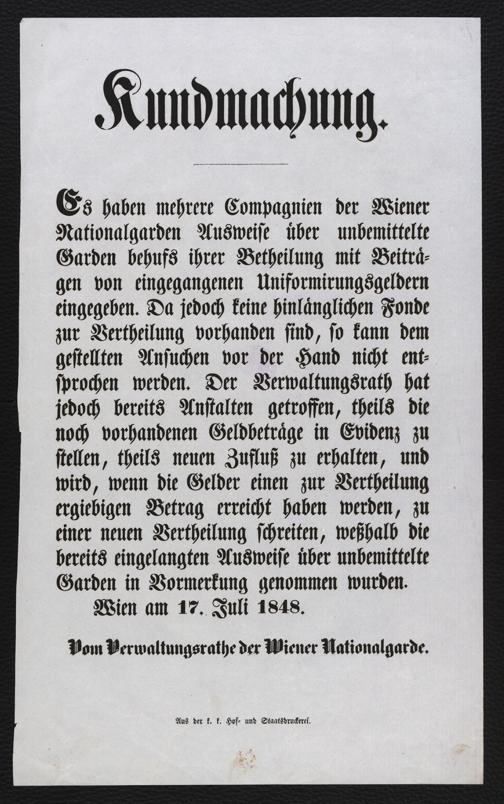 Kundmachung.
Es haben mehrere Compagnien der Wiener
Nationalgarden Ausweise über unbemittelte
Garden behufs ihrer Betheilung mit Beiträ-
gen von eingegangenen Uniformirungsgeldern
eingegeben. Da jedoch keine hinlänglichen Fonde
zur Vertheilung vorhanden sind, so kann dem
gestellten Ansuchen vor der Hand nicht ent-
sprochen werden. Der Verwaltungsrath hat
jedoch bereits Anstalten getroffen, theils die
noch vorhandenen Geldbeträge in Evidenz zu
stellen, theils neuen Zufluß zu erhalten, und
wird, wenn die Gelder einen zur Vertheilung
ergiebigen Betrag erreicht haben werden, zu
einer neuen Vertheilung schreiten, weßhalb die
bereits eingelangten Ausweise über unbemittelte
Garden in Vormerkung genommen wurden.
Wien am 17. Juli 1848.
Vom Verwaltungsrathe der Wiener Nationalgarde.
Aus der k. k. Hof- und Staatsdruckerei.